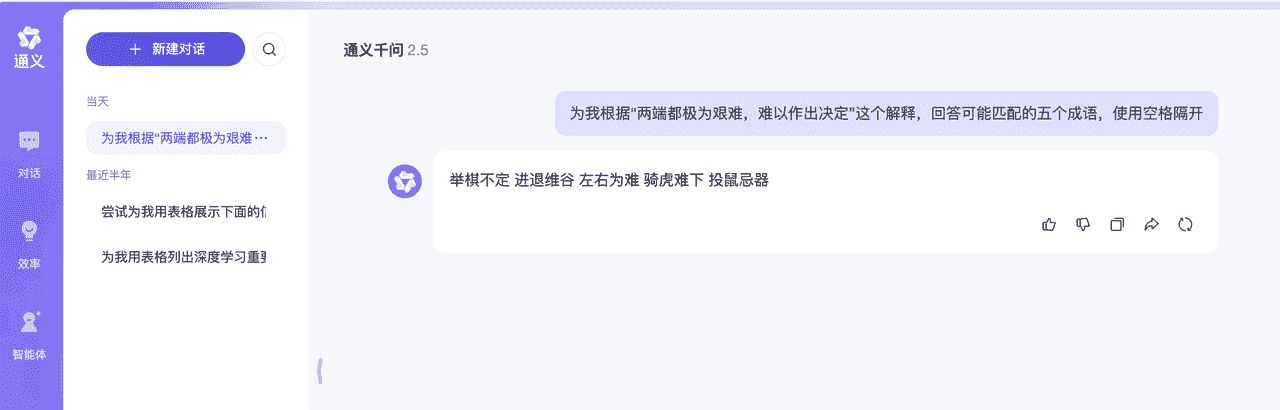 通义
对话
效率
智能体
新建对话
当天
为我根据“两端都极为艰难···
最近半年
尝试为我用表格展示下面的
为我用表格列出深度学习重
通义千问 2.5
为我根据“两端都极为艰难，难以作出决定”这个解释，回答可能匹配的五个成语，使用空格隔开
举棋不定 进退维谷 左右为难 骑虎难下 投鼠忌器